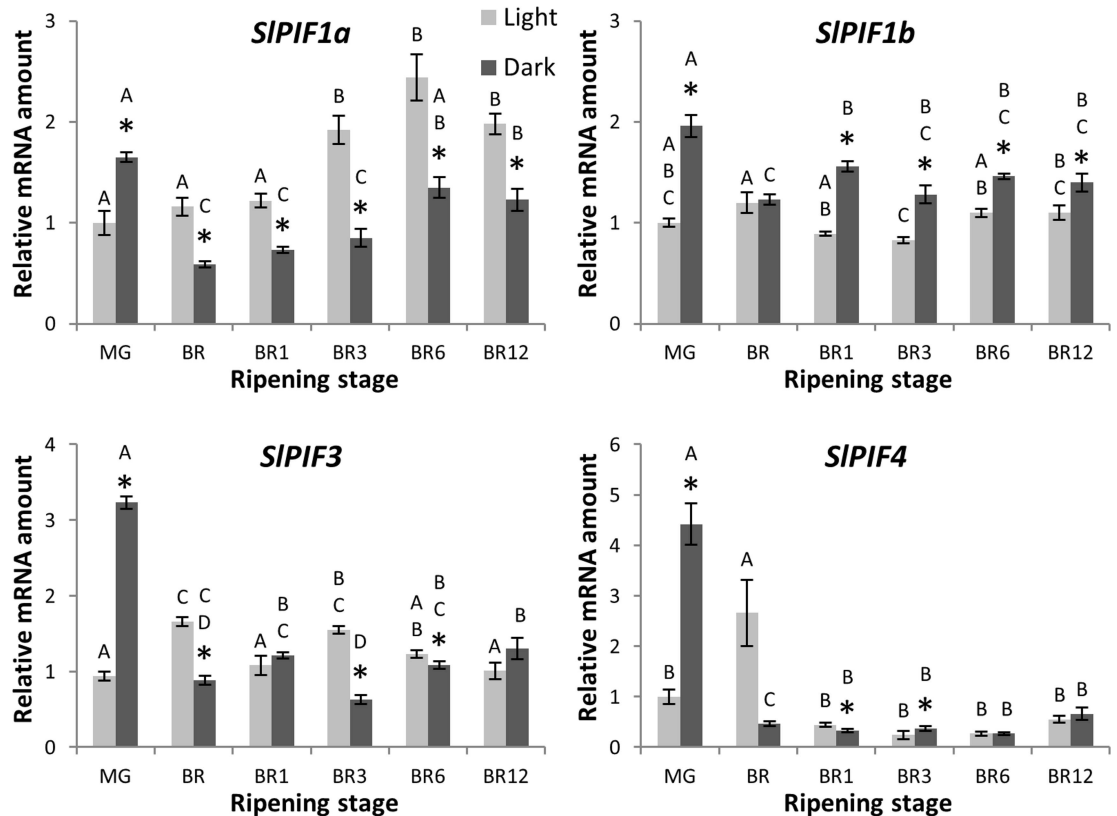 SlPIF1a
Light
Dark
Relative mRNA amount
3
2
1
0
A
A
*
A
C
*
A
C
*
B
C
*
B
A
B
*
B
B
*
MG BR BR1 BR3 BR6 BR12
Ripening stage
SlPIF1b
Relative mRNA amount
3
2
1
0
A
B
C
A
*
A
C
A
B
B
*
C
B
C
*
A
B
B
C
*
B
C
B
C
*
MG BR BR1 BR3 BR6 BR12
Ripening stage
SlPIF3
Relative mRNA amount
4
3
2
1
0
A
A
*
C
C
D
*
A
B
C
B
C
D
*
A
B
B
C
*
A
B
MG BR BR1 BR3 BR6 BR12
Ripening stage
SlPIF4
Relative mRNA amount
6
5
4
3
2
1
0
B
A
*
A
C
B
B
*
B
B
*
B
B
B
B
MG BR BR1 BR3 BR6 BR12
Ripening stage